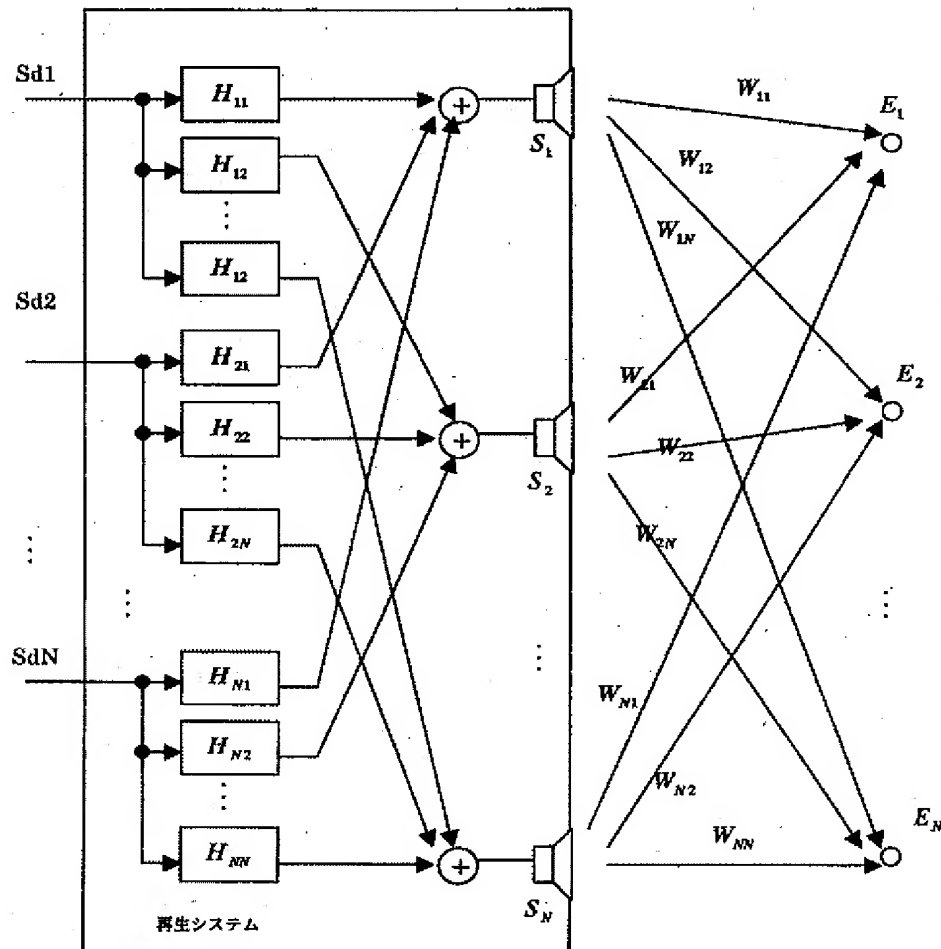 Sd1
H11
H12
⋮
H12
Sd2
H21
H22
⋮
H2N
⋮
⋮
SdN
HN1
HN2
⋮
HNN
再生システム
+
+
+
S1
S2
⋮
SN
W11
W12
W1N
W21
W22
W2N
WN1
WN2
WNN
E1
E2
⋮
EN